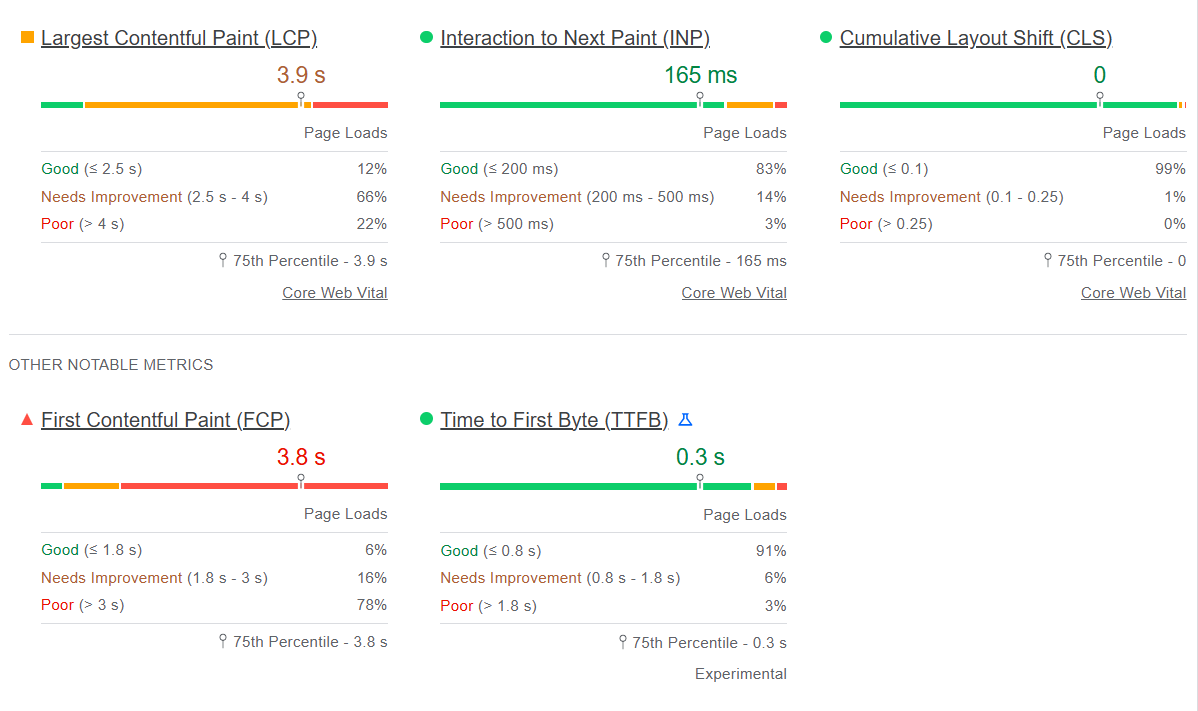 Largest Contentful Paint (LCP)
3.9 s
Page Loads
Good (≤ 2.5 s) 12%
Needs Improvement (2.5 s - 4 s) 66%
Poor (> 4 s) 22%
75th Percentile - 3.9 s
Core Web Vital
Interaction to Next Paint (INP)
165 ms
Page Loads
Good (≤ 200 ms) 83%
Needs Improvement (200 ms - 500 ms) 14%
Poor (> 500 ms) 3%
75th Percentile - 165 ms
Core Web Vital
Cumulative Layout Shift (CLS)
0
Page Loads
Good (≤ 0.1) 99%
Needs Improvement (0.1 - 0.25) 1%
Poor (> 0.25) 0%
75th Percentile - 0
Core Web Vital
OTHER NOTABLE METRICS
First Contentful Paint (FCP)
3.8 s
Page Loads
Good (≤ 1.8 s) 6%
Needs Improvement (1.8 s - 3 s) 16%
Poor (> 3 s) 78%
75th Percentile - 3.8 s
Time to First Byte (TTFB)
0.3 s
Page Loads
Good (≤ 0.8 s) 91%
Needs Improvement (0.8 s - 1.8 s) 6%
Poor (> 1.8 s) 3%
75th Percentile - 0.3 s
Experimental